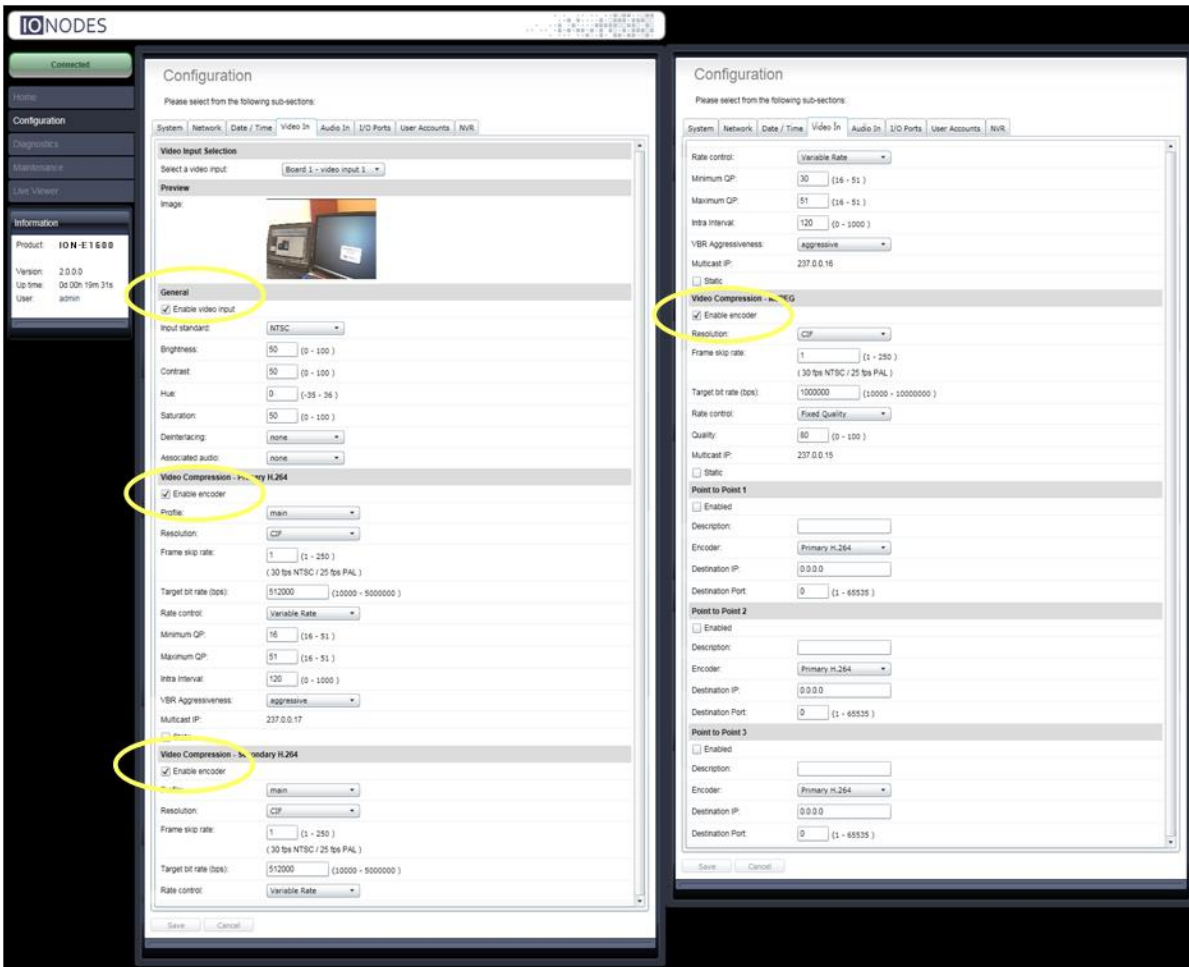 IONODES
Connected
Home
Configuration
Diagnostics
Maintenance
Live Viewer
Information
Product: ION-E1600
Version: 2.0.0.0
Up time: 0d 00h 19m 31s
User: admin
Configuration
Please select from the following sub-sections:
System Network Date / Time Video In Audio In I/O Ports User Accounts NVR
Video Input Selection
Select a video input: Board 1 - video input 1
Preview
Image:
General
Enable video input
Input standard: NTSC
Brightness: 50 (0 - 100 )
Contrast: 50 (0 - 100 )
Hue: 0 (-35 - 36 )
Saturation: 50 (0 - 100 )
Deinterlacing: none
Associated audio: none
Video Compression - Primary H.264
Enable encoder
Profile: main
Resolution: CIF
Frame skip rate: 1 (1 - 250 )
( 30 fps NTSC / 25 fps PAL )
Target bit rate (bps): 512000 (10000 - 5000000 )
Rate control: Variable Rate
Minimum QP: 16 (16 - 51 )
Maximum QP: 51 (16 - 51 )
Intra Interval: 120 (0 - 1000 )
VBR Aggressiveness: aggressive
Multicast IP: 237.0.0.17
Static
Video Compression - Secondary H.264
Enable encoder
Profile: main
Resolution: CIF
Frame skip rate: 1 (1 - 250 )
( 30 fps NTSC / 25 fps PAL )
Target bit rate (bps): 512000 (10000 - 5000000 )
Rate control: Variable Rate
Save Cancel
Configuration
Please select from the following sub-sections:
System Network Date / Time Video In Audio In I/O Ports User Accounts NVR
Rate control: Variable Rate
Minimum QP: 30 (16 - 51 )
Maximum QP: 51 (16 - 51 )
Intra Interval: 120 (0 - 1000 )
VBR Aggressiveness: aggressive
Multicast IP: 237.0.0.16
Static
Video Compression - MJPEG
Enable encoder
Resolution: CIF
Frame skip rate: 1 (1 - 250 )
( 30 fps NTSC / 25 fps PAL )
Target bit rate (bps): 1000000 (10000 - 10000000 )
Rate control: Fixed Quality
Quality: 80 (0 - 100 )
Multicast IP: 237.0.0.15
Static
Point to Point 1
Enabled
Description:
Encoder: Primary H.264
Destination IP: 0.0.0.0
Destination Port: 0 (1 - 65535 )
Point to Point 2
Enabled
Description:
Encoder: Primary H.264
Destination IP: 0.0.0.0
Destination Port: 0 (1 - 65535 )
Point to Point 3
Enabled
Description:
Encoder: Primary H.264
Destination IP: 0.0.0.0
Destination Port: 0 (1 - 65535 )
Save Cancel